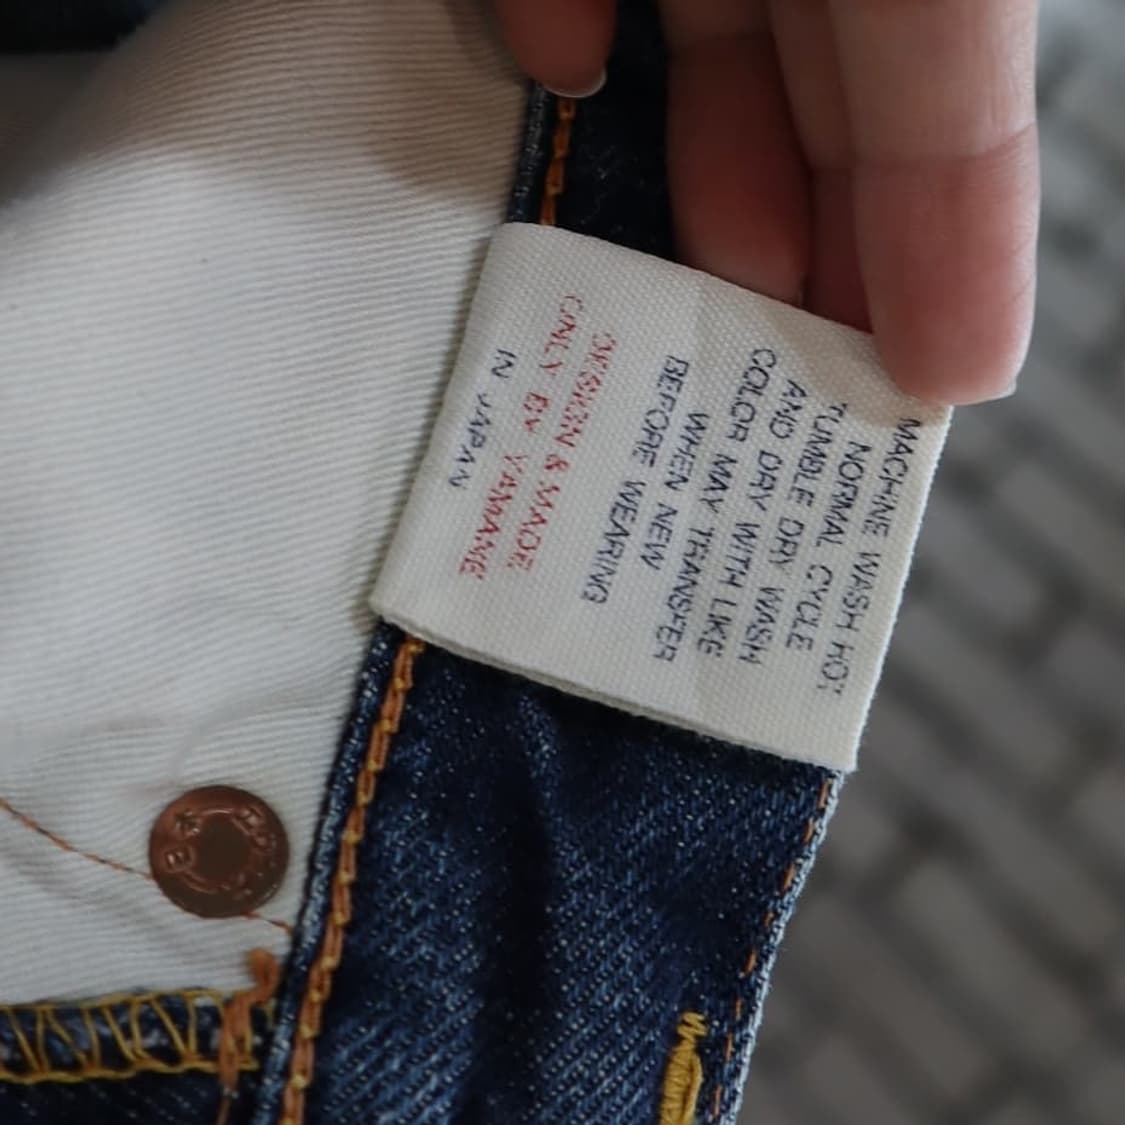 MACHINE WASH HOT
NORMAL CYCLE
TUMBLE DRY WASH
AND DRY WITH LIKE
COLOR MAY TRANSFER
WHEN NEW
BEFORE WEARING
DESIGN & MADE
ONLY BY YAMANE
IN JAPAN